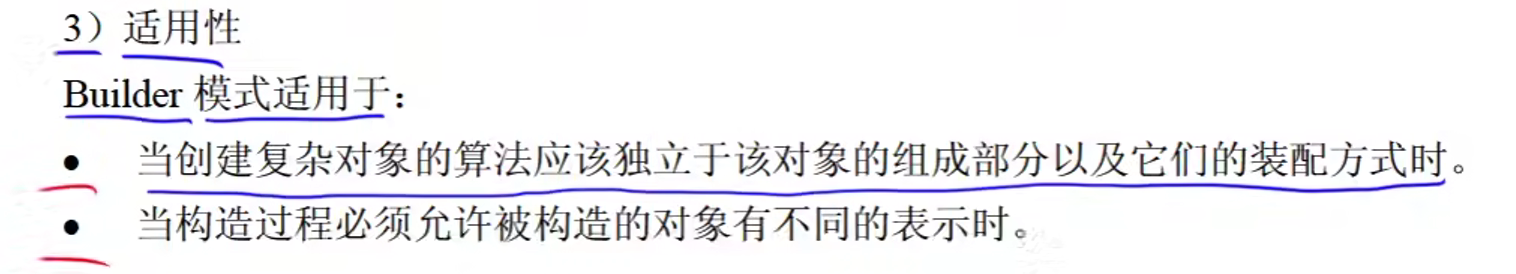 3）适用性
Builder 模式适用于：
• 当创建复杂对象的算法应该独立于该对象的组成部分以及它们的装配方式时。
• 当构造过程必须允许被构造的对象有不同的表示时。